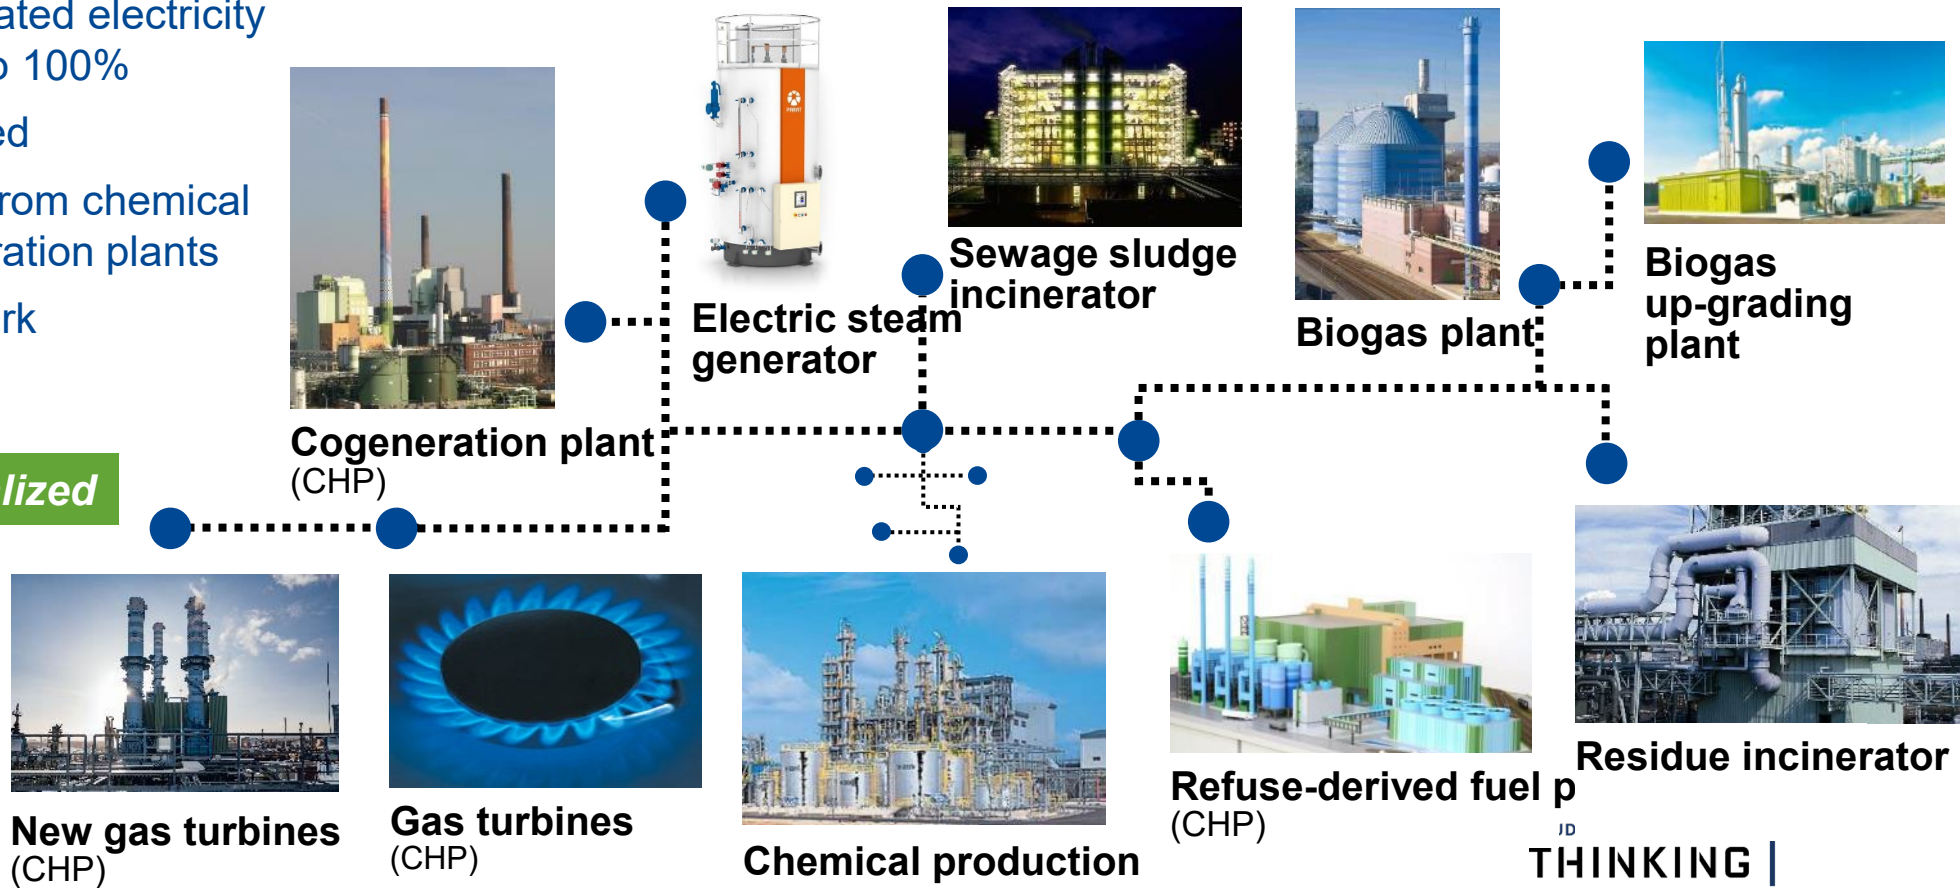 ated electricity
o 100%
ed
rom chemical
ration plants
rk
lized
Cogeneration plant
(CHP)
Electric steam
generator
Sewage sludge
incinerator
Biogas plant
Biogas
up-grading
plant
New gas turbines
(CHP)
Gas turbines
(CHP)
Chemical production
Refuse-derived fuel p
(CHP)
Residue incinerator
UD
THINKING